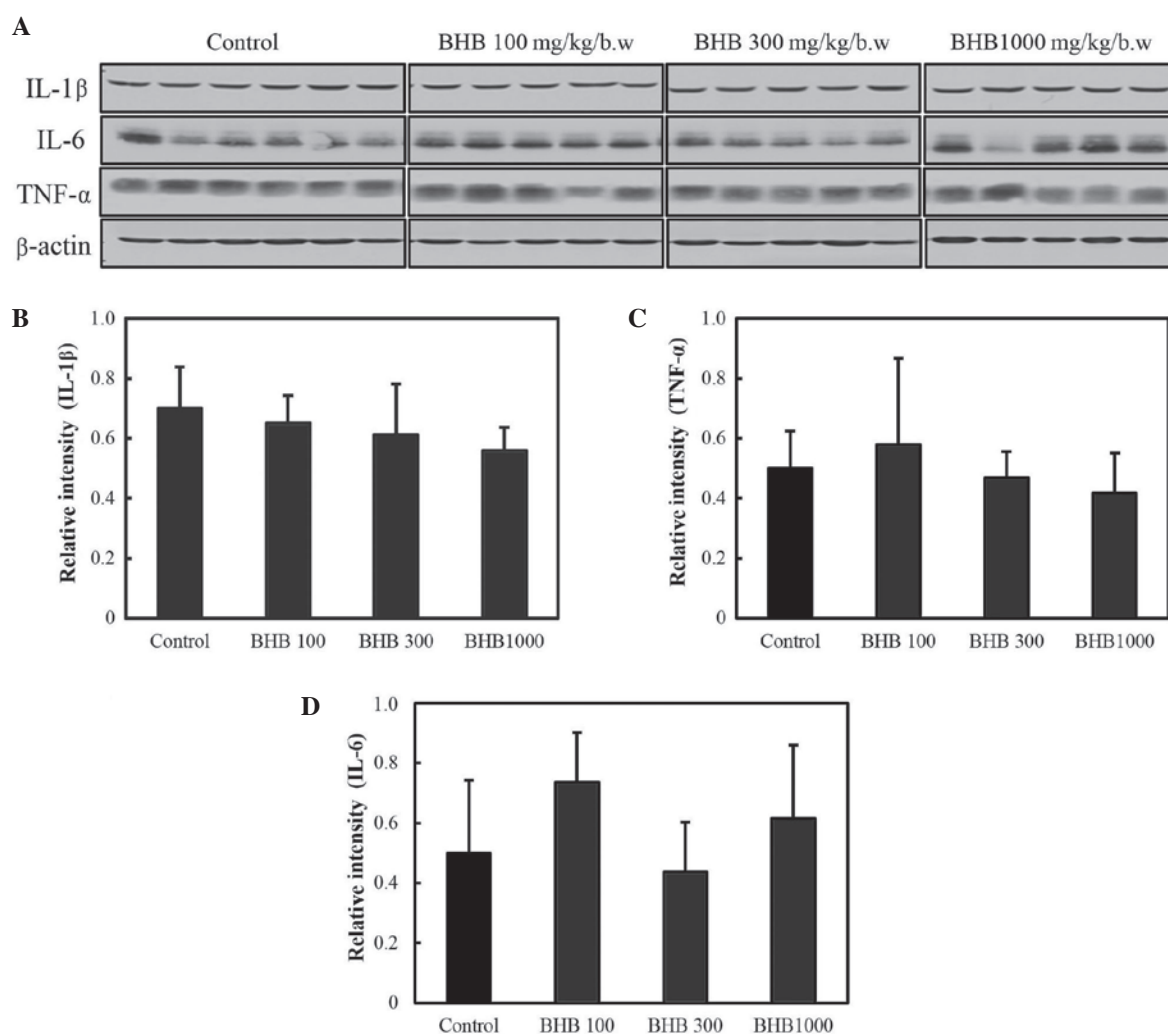 A
Control BHB 100 mg/kg/b.w BHB 300 mg/kg/b.w BHB1000 mg/kg/b.w
IL-1β
IL-6
TNF-α
β-actin
B
Relative intensity (IL-1β)
1.0
0.8
0.6
0.4
0.2
0
Control BHB 100 BHB 300 BHB1000
C
Relative intensity (TNF-α)
1.0
0.8
0.6
0.4
0.2
0
Control BHB 100 BHB 300 BHB1000
D
Relative intensity (IL-6)
1.0
0.8
0.6
0.4
0.2
0
Control BHB 100 BHB 300 BHB1000